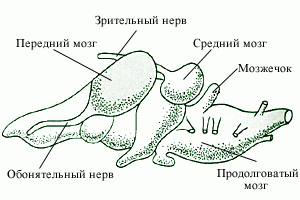 Зрительный нерв
Передний мозг
Средний мозг
Мозжечок
Обонятельный нерв
Продолговатый
мозг